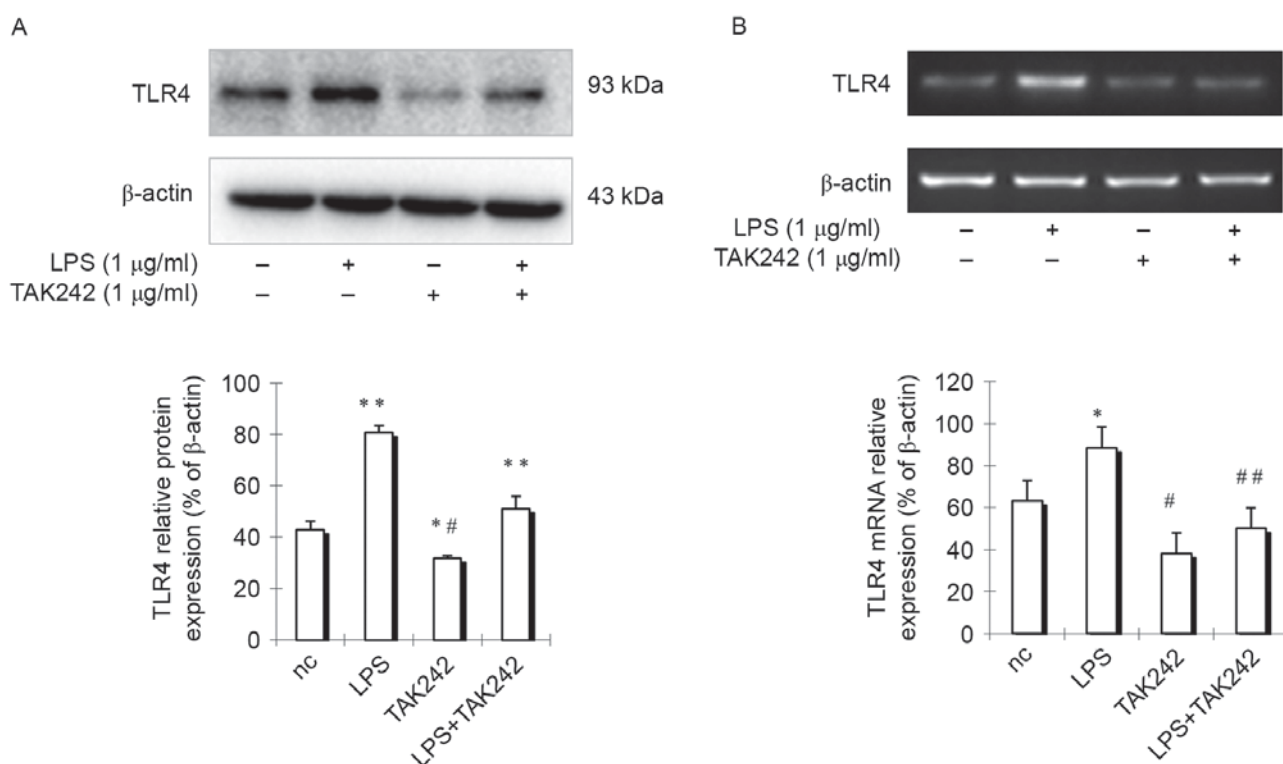 A
TLR4
93 kDa
β-actin
43 kDa
LPS (1 μg/ml) – + – +
TAK242 (1 μg/ml) – – + +
TLR4 relative protein
expression (% of β-actin)
100
80
60
40
20
0
**
*#
**
nc
LPS
TAK242
LPS+TAK242
B
TLR4
β-actin
LPS (1 μg/ml) – + – +
TAK242 (1 μg/ml) – – + +
TLR4 mRNA relative
expression (% of β-actin)
120
100
80
60
40
20
0
*
#
##
nc
LPS
TAK242
LPS+TAK242